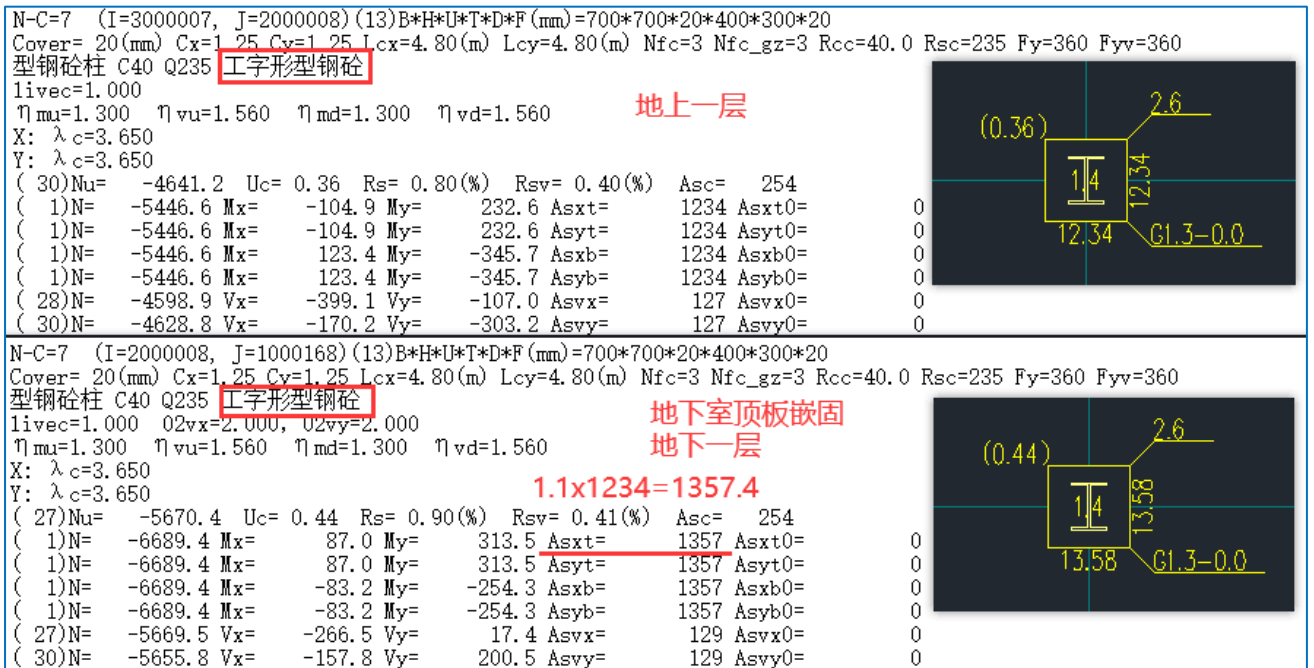 N-C=7 (I=3000007, J=2000008)(13)B*H*U*T*D*F(mm)=700*700*20*400*300*20
Cover= 20(mm) Cx=1.25 Cy=1.25 Lcx=4.80(m) Lcy=4.80(m) Nfc=3 Nfc_gz=3 Rcc=40.0 Rsc=235 Fy=360 Fyv=360
型钢砼柱 C40 Q235 工字形型钢砼
livec=1.000
ηmu=1.300 ηvu=1.560 ηmd=1.300 ηvd=1.560
地上一层
X: λc=3.650
Y: λc=3.650
( 30)Nu= -4641.2 Uc= 0.36 Rs= 0.80(%) Rsv= 0.40(%) Asc= 254
( 1)N= -5446.6 Mx= -104.9 My= 232.6 Asxt= 1234 Asxt0= 0
( 1)N= -5446.6 Mx= -104.9 My= 232.6 Asyt= 1234 Asyt0= 0
( 1)N= -5446.6 Mx= 123.4 My= -345.7 Asxb= 1234 Asxb0= 0
( 1)N= -5446.6 Mx= 123.4 My= -345.7 Asyb= 1234 Asyb0= 0
( 28)N= -4598.9 Vx= -399.1 Vy= -107.0 Asvx= 127 Asvx0= 0
( 30)N= -4628.8 Vx= -170.2 Vy= -303.2 Asvy= 127 Asvy0= 0
2.6
(0.36)
1.4
12.34
12.34
G1.3-0.0
N-C=7 (I=2000008, J=1000168)(13)B*H*U*T*D*F(mm)=700*700*20*400*300*20
Cover= 20(mm) Cx=1.25 Cy=1.25 Lcx=4.80(m) Lcy=4.80(m) Nfc=3 Nfc_gz=3 Rcc=40.0 Rsc=235 Fy=360 Fyv=360
型钢砼柱 C40 Q235 工字形型钢砼
livec=1.000 02vx=2.000, 02vy=2.000
ηmu=1.300 ηvu=1.560 ηmd=1.300 ηvd=1.560
地下室顶板嵌固
地下一层
X: λc=3.650
Y: λc=3.650
1.1x1234=1357.4
( 27)Nu= -5670.4 Uc= 0.44 Rs= 0.90(%) Rsv= 0.41(%) Asc= 254
( 1)N= -6689.4 Mx= 87.0 My= 313.5 Asxt= 1357 Asxt0= 0
( 1)N= -6689.4 Mx= 87.0 My= 313.5 Asyt= 1357 Asyt0= 0
( 1)N= -6689.4 Mx= -83.2 My= -254.3 Asxb= 1357 Asxb0= 0
( 1)N= -6689.4 Mx= -83.2 My= -254.3 Asyb= 1357 Asyb0= 0
( 27)N= -5669.5 Vx= -266.5 Vy= 17.4 Asvx= 129 Asvx0= 0
( 30)N= -5655.8 Vx= -157.8 Vy= 200.5 Asvy= 129 Asvy0= 0
2.6
(0.44)
1.4
13.58
13.58
G1.3-0.0